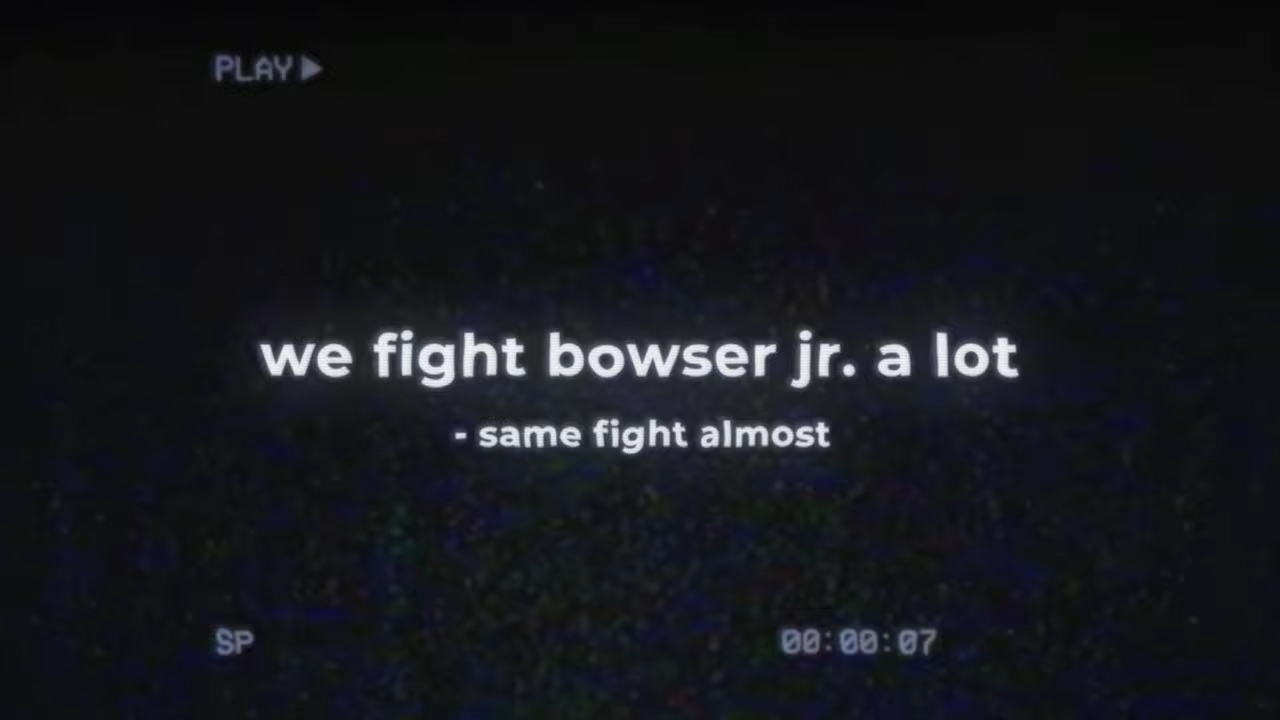 PLAY▶
we fight bowser jr. a lot
- same fight almost
SP
00:00:07